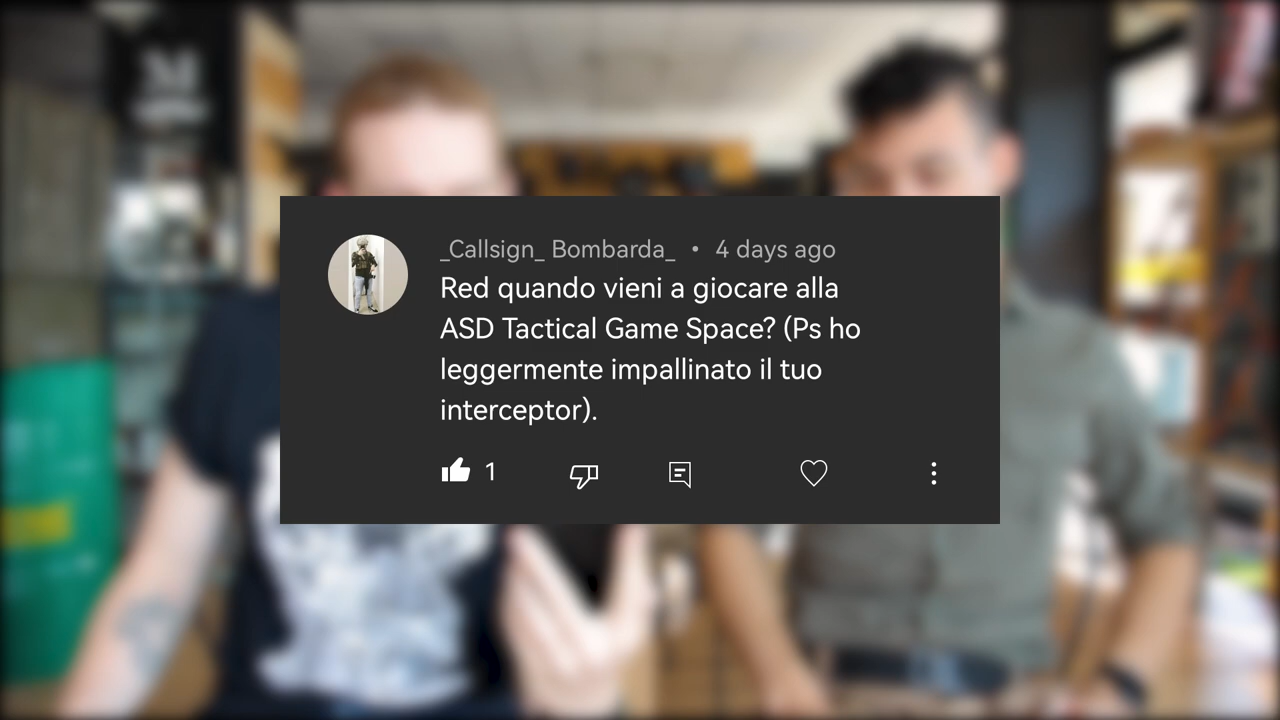 _Callsign_ Bombarda_ • 4 days ago
Red quando vieni a giocare alla
ASD Tactical Game Space? (Ps ho
leggermente impallinato il tuo
interceptor).
1
M